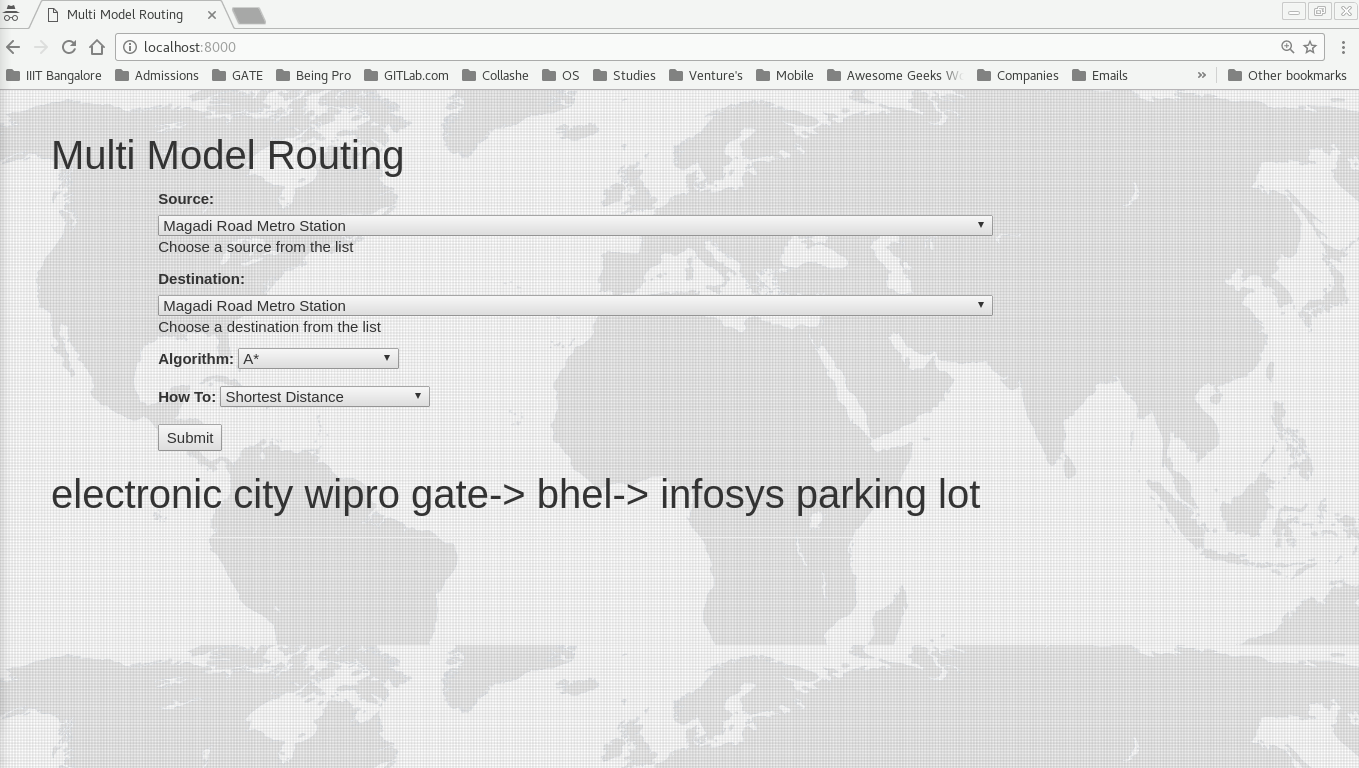 Multi Model Routing
localhost:8000
IIIT Bangalore Admissions GATE Being Pro GITLab.com Collashe OS Studies Venture's Mobile Awesome Geeks Companies Emails » Other bookmarks
Multi Model Routing
Source:
Magadi Road Metro Station
Choose a source from the list
Destination:
Magadi Road Metro Station
Choose a destination from the list
Algorithm: A*
How To: Shortest Distance
Submit
electronic city wipro gate-> bhel-> infosys parking lot